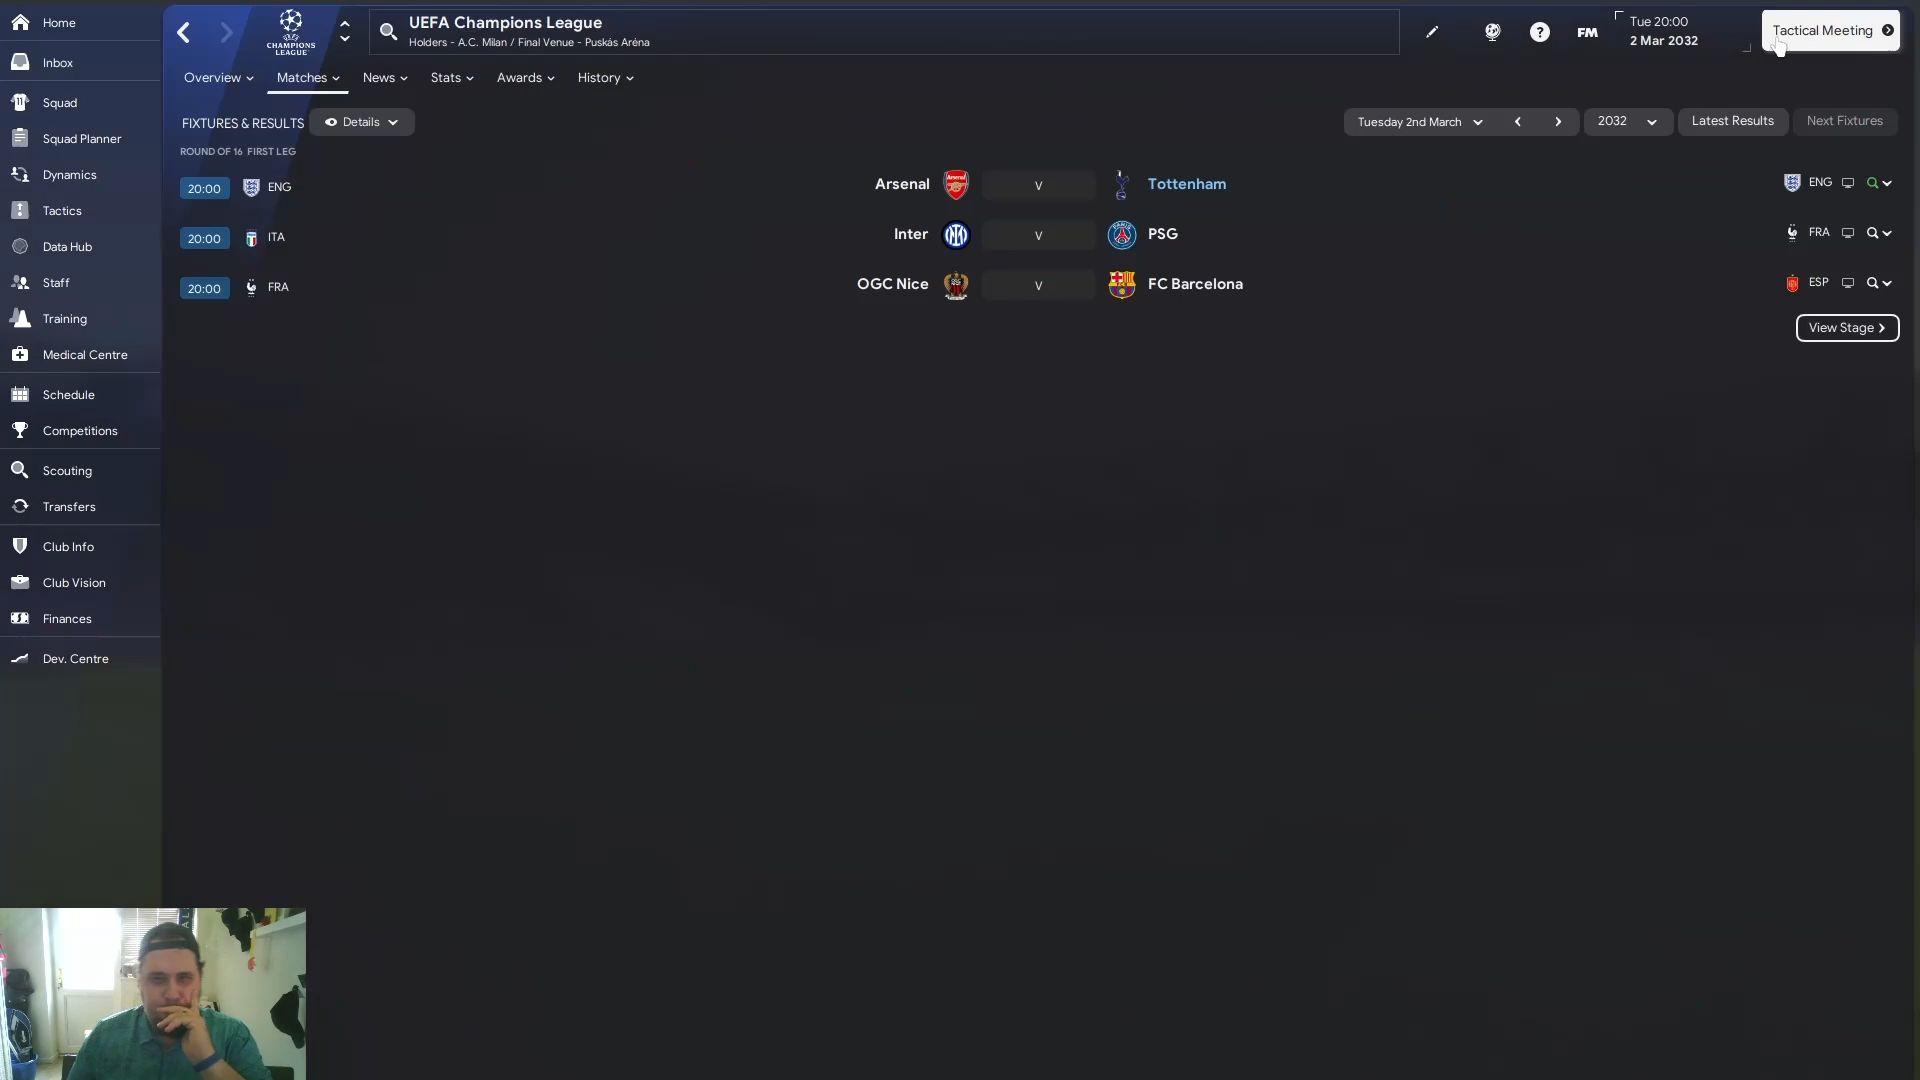 Home
Inbox
Squad
Squad Planner
Dynamics
Tactics
Data Hub
Staff
Training
Medical Centre
Schedule
Competitions
Scouting
Transfers
Club Info
Club Vision
Finances
Dev. Centre
CHAMPIONS LEAGUE
UEFA Champions League
Holders - A.C. Milan / Final Venue - Puskás Aréna
FM
Tue 20:00
2 Mar 2032
Tactical Meeting
Overview Matches News Stats Awards History
FIXTURES & RESULTS Details
Tuesday 2nd March 2032 Latest Results Next Fixtures
ROUND OF 16 FIRST LEG
20:00 ENG Arsenal V Tottenham ENG
20:00 ITA Inter V PSG FRA
20:00 FRA OGC Nice V FC Barcelona ESP
View Stage